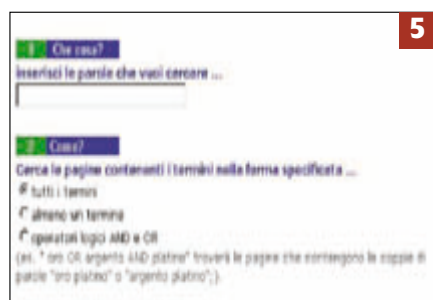 5
1 Che cosa?
Inserisci le parole che vuoi cercare ...
2 Come?
Cerca le pagine contenenti i termini nella forma specificata ...
tutti i termini
almeno un termine
operatori logici AND e OR
(es. " oro OR argento AND platino" troverà le pagine che contengono le coppie di
parole "oro platino" o "argento platino";).